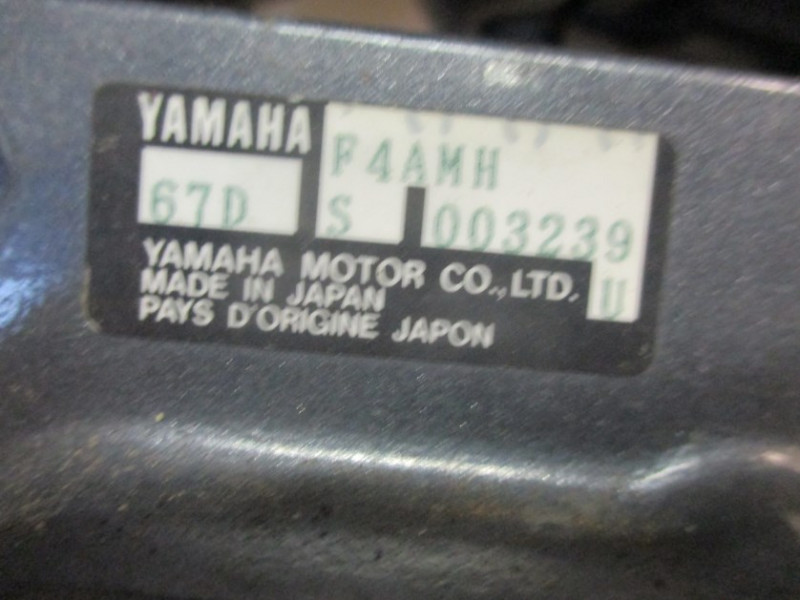 YAMAHA F4AMH
67D S 003239
U
YAMAHA MOTOR CO.,LTD.
MADE IN JAPAN
PAYS D'ORIGINE JAPON